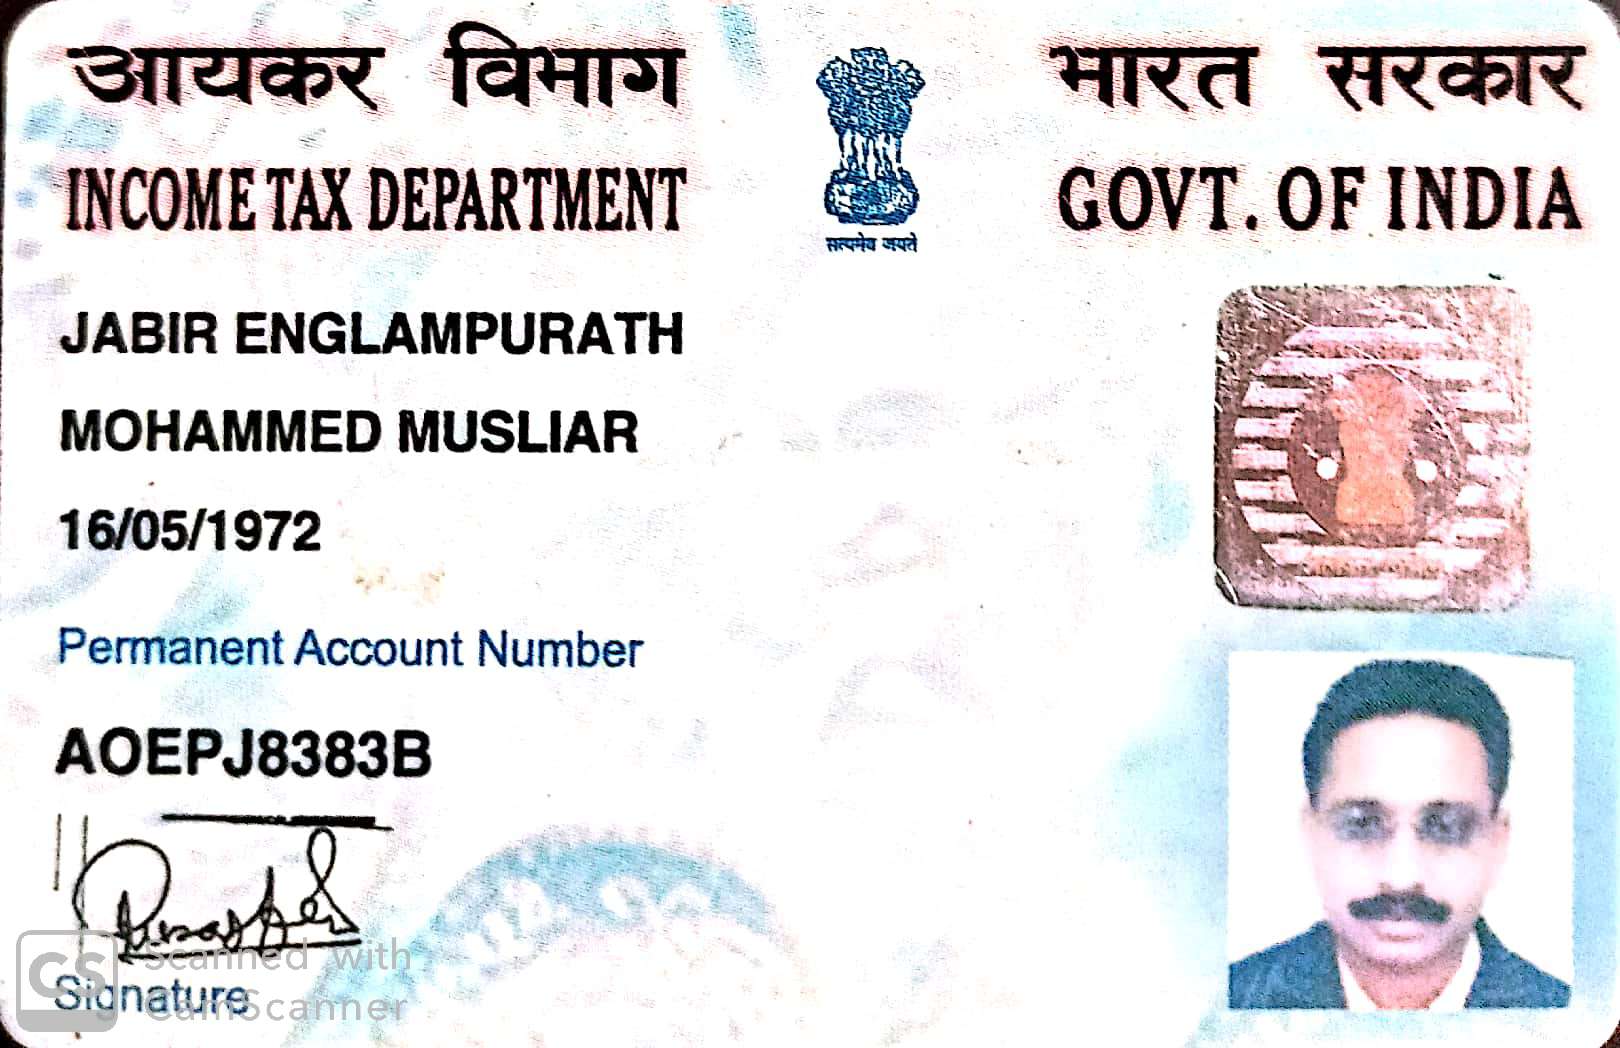 आयकर विभाग
भारत सरकार
INCOME TAX DEPARTMENT
GOVT. OF INDIA
सत्यमेव जयते
JABIR ENGLAMPURATH
MOHAMMED MUSLIAR
16/05/1972
Permanent Account Number
AOEPJ8383B
Signature
CS Scanned with
CamScanner